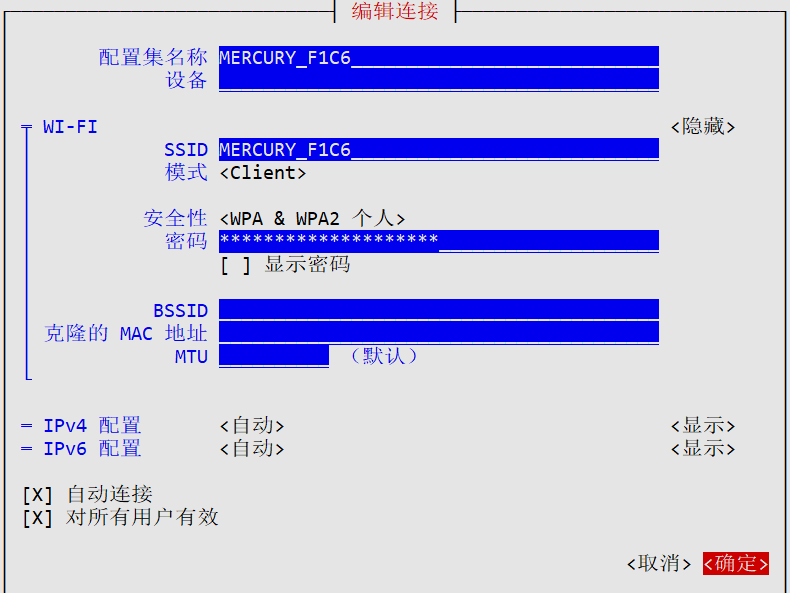 编辑连接
配置集名称 MERCURY_F1C6
设备
WI-FI <隐藏>
SSID MERCURY_F1C6
模式 <Client>
安全性 <WPA & WPA2 个人>
密码 ********************
[ ] 显示密码
BSSID
克隆的 MAC 地址
MTU (默认)
= IPv4 配置 <自动> <显示>
= IPv6 配置 <自动> <显示>
[X] 自动连接
[X] 对所有用户有效
<取消> <确定>